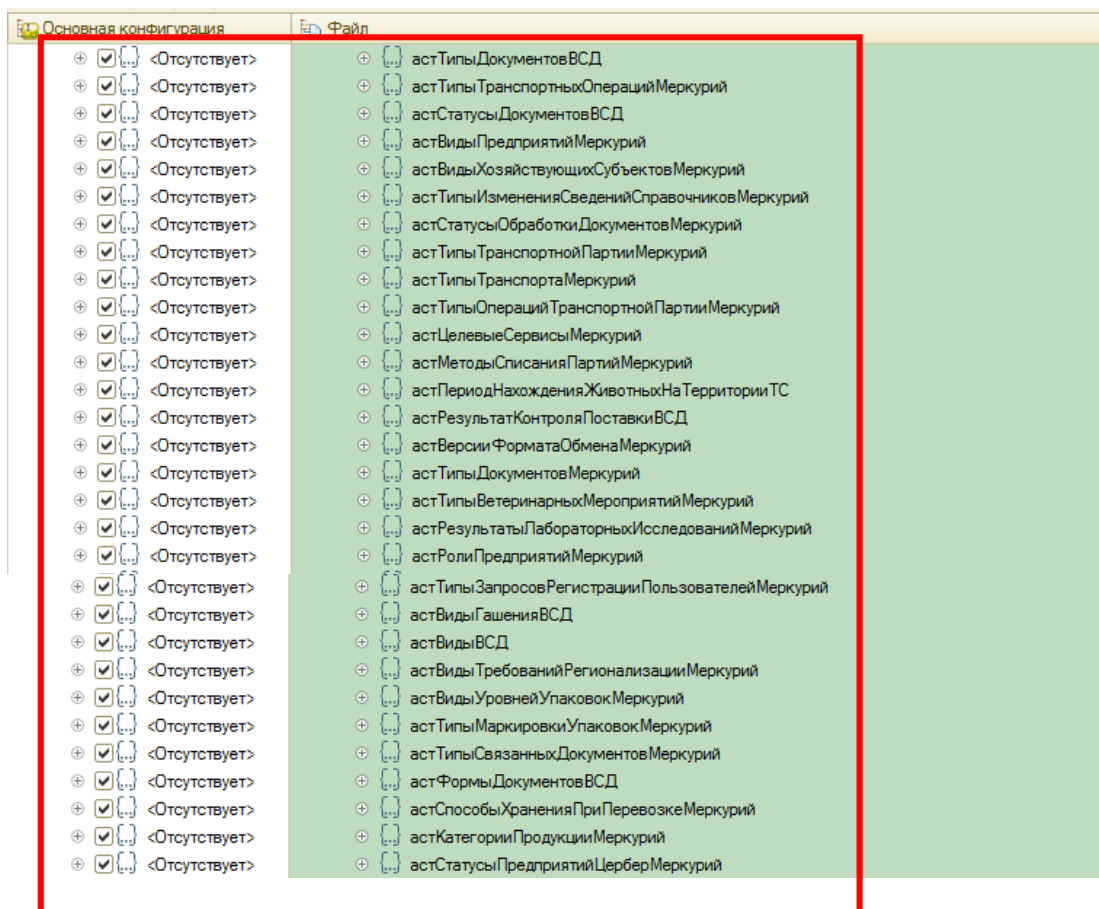 Основная конфигурация Файл
<Отсутствует> астТипыДокументовВСД
<Отсутствует> астТипыТранспортныхОперацийМеркурий
<Отсутствует> астСтатусыДокументовВСД
<Отсутствует> астВидыПредприятийМеркурий
<Отсутствует> астВидыХозяйствующихСубъектовМеркурий
<Отсутствует> астТипыИзмененияСведенийСправочниковМеркурий
<Отсутствует> астСтатусыОбработкиДокументовМеркурий
<Отсутствует> астТипыТранспортнойПартииМеркурий
<Отсутствует> астТипыТранспортаМеркурий
<Отсутствует> астТипыОперацийТранспортнойПартииМеркурий
<Отсутствует> астЦелевыеСервисыМеркурий
<Отсутствует> астМетодыСписанияПартийМеркурий
<Отсутствует> астПериодНахожденияЖивотныхНаТерриторииТС
<Отсутствует> астРезультатКонтроляПоставкиВСД
<Отсутствует> астВерсииФорматаОбменаМеркурий
<Отсутствует> астТипыДокументовМеркурий
<Отсутствует> астТипыВетеринарныхМероприятийМеркурий
<Отсутствует> астРезультатыЛабораторныхИсследованийМеркурий
<Отсутствует> астРолиПредприятийМеркурий
<Отсутствует> астТипыЗапросовРегистрацииПользователейМеркурий
<Отсутствует> астВидыГашенияВСД
<Отсутствует> астВидыВСД
<Отсутствует> астВидыТребованийРегионализацииМеркурий
<Отсутствует> астВидыУровнейУпаковокМеркурий
<Отсутствует> астТипыМаркировкиУпаковокМеркурий
<Отсутствует> астТипыСвязанныхДокументовМеркурий
<Отсутствует> астФормыДокументовВСД
<Отсутствует> астСпособыХраненияПриПеревозкеМеркурий
<Отсутствует> астКатегорииПродукцииМеркурий
<Отсутствует> астСтатусыПредприятийЦерберМеркурий